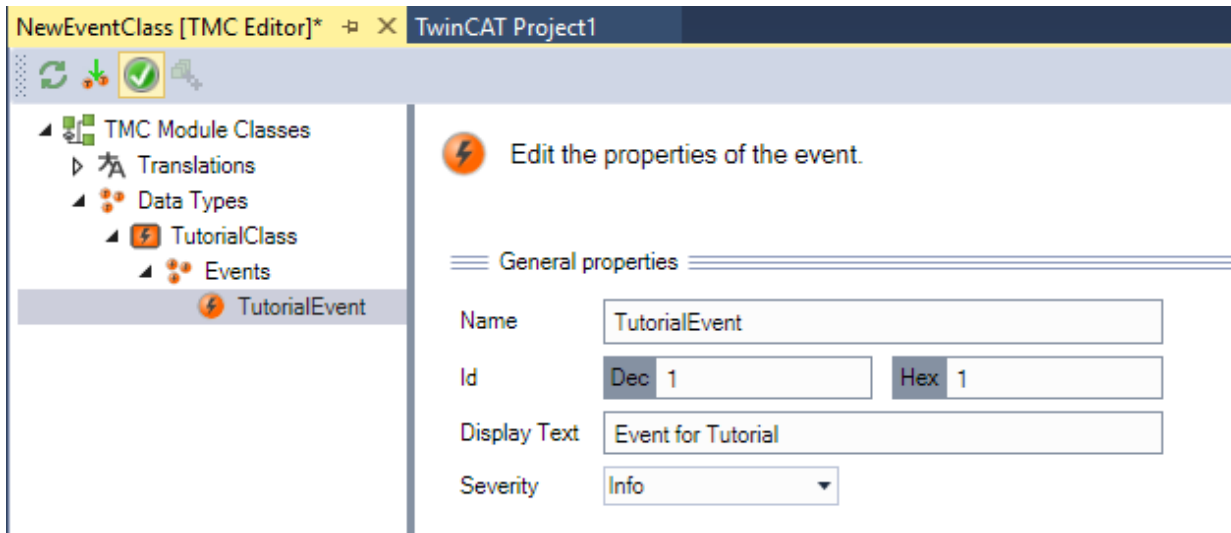 NewEventClass [TMC Editor]* TwinCAT Project1
TMC Module Classes
Translations
Data Types
TutorialClass
Events
TutorialEvent
Edit the properties of the event.
General properties
Name TutorialEvent
Id Dec 1 Hex 1
Display Text Event for Tutorial
Severity Info